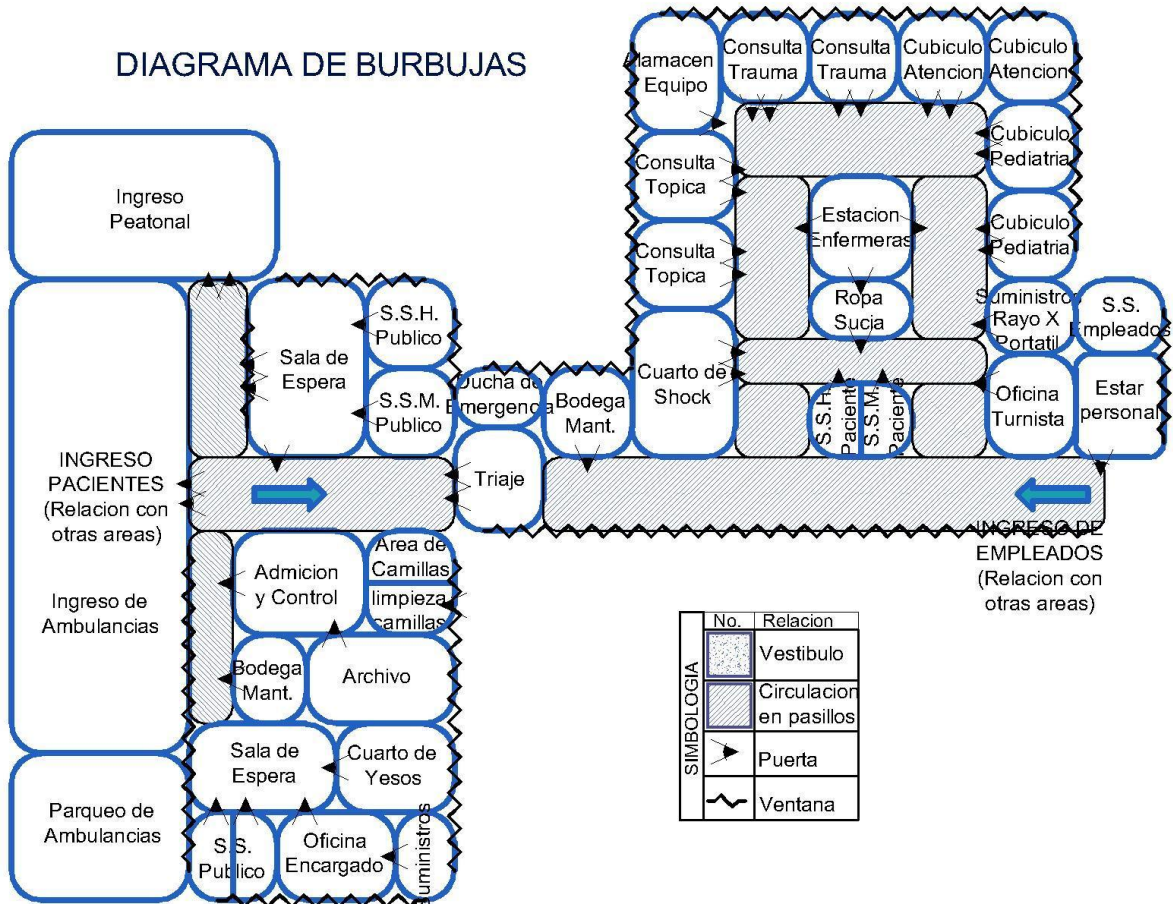 DIAGRAMA DE BURBUJAS
Ingreso
Peatonal
Alamacen
Equipo
Consulta
Trauma
Consulta
Trauma
Cubiculo
Atencion
Cubiculo
Atencion
Consulta
Topica
Cubiculo
Pediatria
Estacion
Enfermeras
Consulta
Topica
Cubiculo
Pediatria
Ropa
Sucia
Suministros
Rayo X
Portatil
S.S.
Empleados
Cuarto de
Shock
S.S.H.
Paciente
S.S.M.
Paciente
Oficina
Turnista
Estar
personal
Sala de
Espera
S.S.H.
Publico
S.S.M.
Publico
Ducha de
Emergencia
Bodega
Mant.
Triaje
INGRESO
PACIENTES
(Relacion con
otras areas)
INGRESO DE
EMPLEADOS
(Relacion con
otras areas)
Ingreso de
Ambulancias
Admicion
y Control
Area de
Camillas
limpieza
camillas
Bodega
Mant.
Archivo
Sala de
Espera
Cuarto de
Yesos
Parqueo de
Ambulancias
S.S.
Publico
Oficina
Encargado
Suministros
SIMBOLOGIA
No. Relacion
Vestibulo
Circulacion
en pasillos
Puerta
Ventana